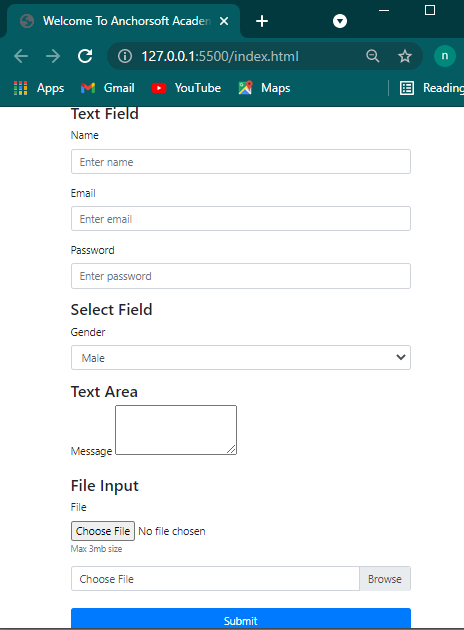 Welcome To Anchorsoft Academ
127.0.0.1:5500/index.html
n
Apps Gmail YouTube Maps Reading
Text Field
Name
Enter name
Email
Enter email
Password
Enter password
Select Field
Gender
Male
Text Area
Message
File Input
File
Choose File No file chosen
Max 3mb size
Choose File Browse
Submit